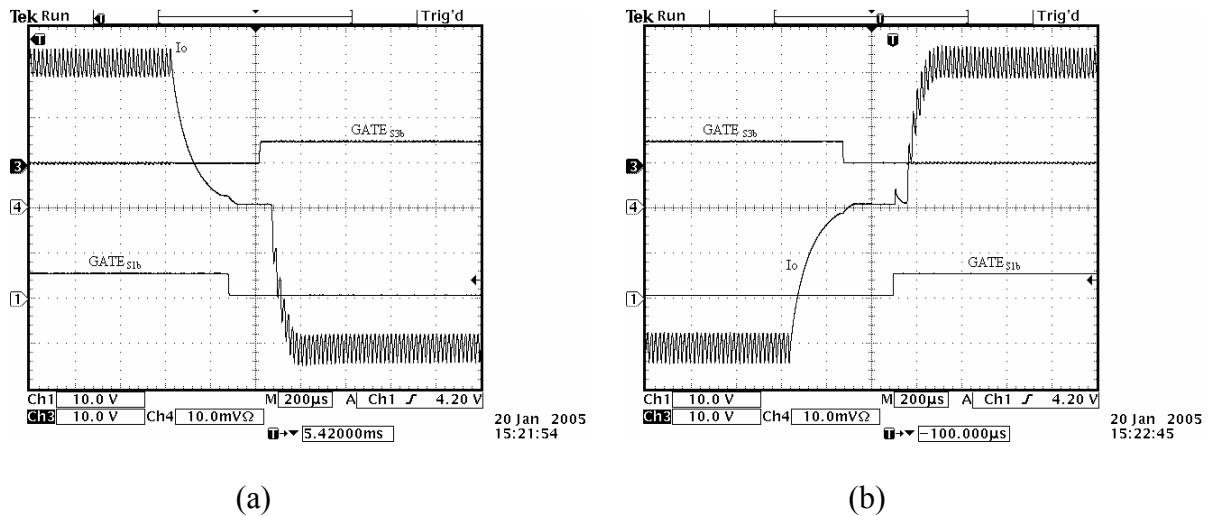 Tek Run Trig'd
T
T
Io
GATE S3b
3
4
GATE S1b
1
Ch1 10.0 V M 200µs A Ch1 ƒ 4.20 V
Ch3 10.0 V Ch4 10.0mVΩ
20 Jan 2005
T→▼ 5.42000ms 15:21:54
(a)
Tek Run Trig'd
T
T
GATE S3b
3
4
Io
GATE S1b
1
Ch1 10.0 V M 200µs A Ch1 ƒ 4.20 V
Ch3 10.0 V Ch4 10.0mVΩ
20 Jan 2005
T→▼ −100.000µs 15:22:45
(b)